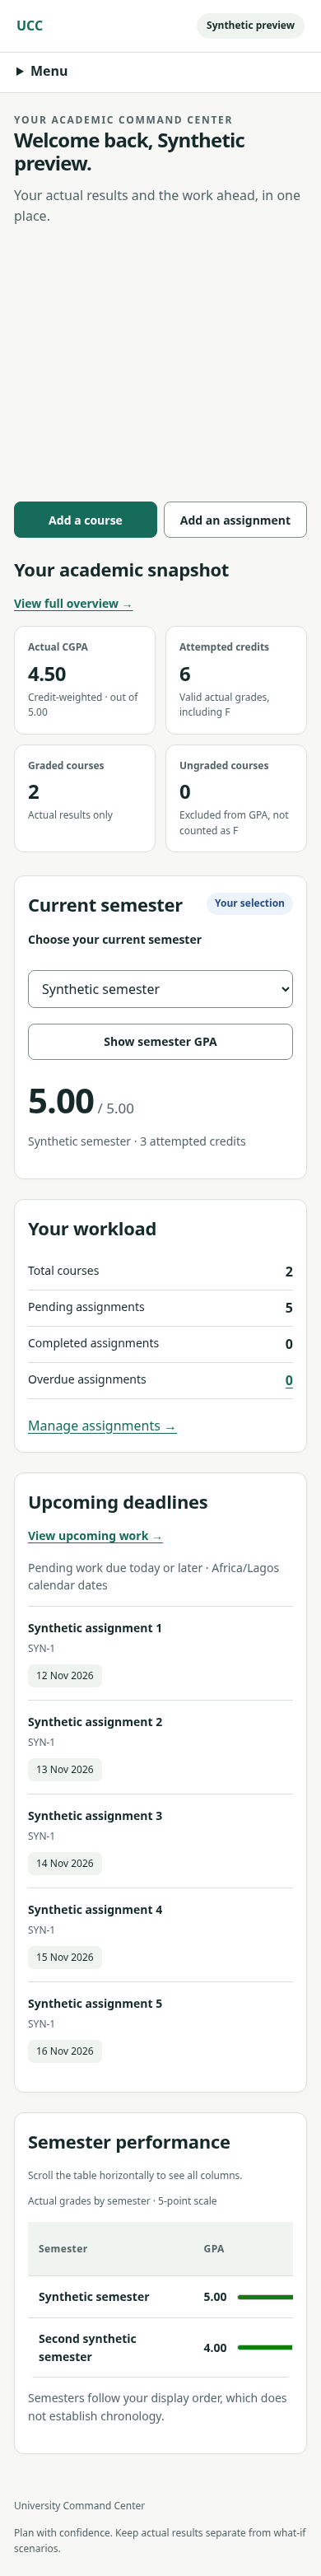 UCC
Synthetic preview
▶ Menu
YOUR ACADEMIC COMMAND CENTER
Welcome back, Synthetic
preview.
Your actual results and the work ahead, in one
place.
Add a course
Add an assignment
Your academic snapshot
View full overview →
Actual CGPA
4.50
Credit-weighted · out of
5.00
Attempted credits
6
Valid actual grades,
including F
Graded courses
2
Actual results only
Ungraded courses
0
Excluded from GPA, not
counted as F
Current semester
Your selection
Choose your current semester
Synthetic semester
Show semester GPA
5.00 / 5.00
Synthetic semester · 3 attempted credits
Your workload
Total courses 2
Pending assignments 5
Completed assignments 0
Overdue assignments 0
Manage assignments →
Upcoming deadlines
View upcoming work →
Pending work due today or later · Africa/Lagos
calendar dates
Synthetic assignment 1
SYN-1
12 Nov 2026
Synthetic assignment 2
SYN-1
13 Nov 2026
Synthetic assignment 3
SYN-1
14 Nov 2026
Synthetic assignment 4
SYN-1
15 Nov 2026
Synthetic assignment 5
SYN-1
16 Nov 2026
Semester performance
Scroll the table horizontally to see all columns.
Actual grades by semester · 5-point scale
Semester GPA
Synthetic semester 5.00
Second synthetic
semester
4.00
Semesters follow your display order, which does
not establish chronology.
University Command Center
Plan with confidence. Keep actual results separate from what-if
scenarios.